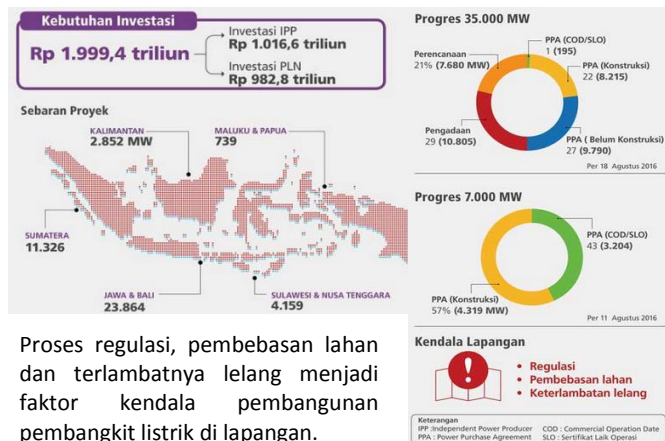 Kebutuhan Investasi
Rp 1.999,4 triliun
Investasi IPP
Rp 1.016,6 triliun
Investasi PLN
Rp 982,8 triliun
Sebaran Proyek
KALIMANTAN
2.852 MW
MALUKU & PAPUA
739
SUMATERA
11.326
JAWA & BALI
23.864
SULAWESI & NUSA TENGGARA
4.159
Proses regulasi, pembebasan lahan
dan terlambatnya lelang menjadi
faktor kendala pembangunan
pembangkit listrik di lapangan.
Progres 35.000 MW
PPA (COD/SLO)
1 (195)
Perencanaan
21% (7.680 MW)
PPA (Konstruksi)
22 (8.215)
Pengadaan
29 (10.805)
PPA ( Belum Konstruksi)
27 (9.790)
Per 18 Agustus 2016
Progres 7.000 MW
PPA (COD/SLO)
43 (3.204)
PPA (Konstruksi)
57% (4.319 MW)
Per 11 Agustus 2016
Kendala Lapangan
• Regulasi
• Pembebasan lahan
• Keterlambatan lelang
Keterangan
IPP :Independent Power Producer COD : Commercial Operation Date
PPA : Power Purchase Agreement SLO : Sertifikat Laik Operasi